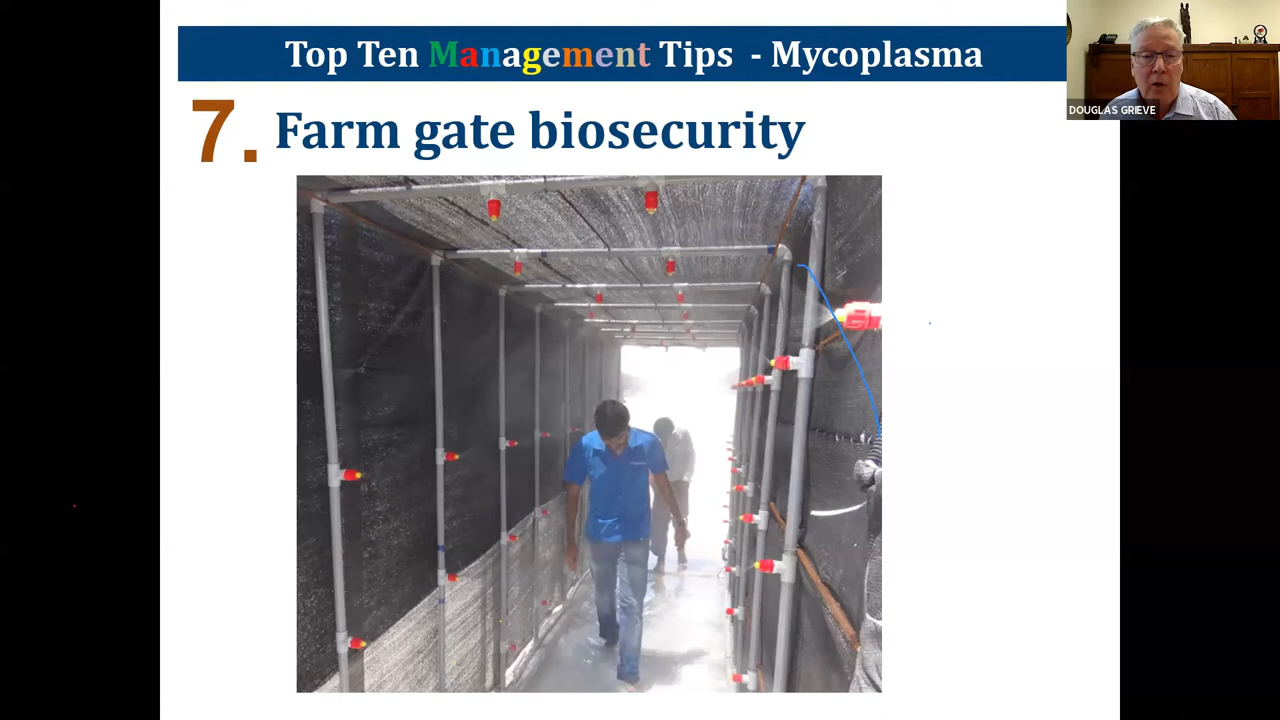 Top Ten Management Tips - Mycoplasma
DOUGLAS GRIEVE
7. Farm gate biosecurity